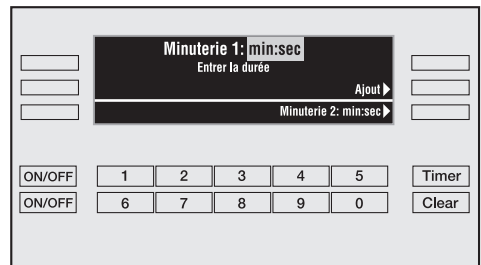 Minuterie 1: min:sec
Entrer la durée
Ajout
Minuterie 2: min:sec
ON/OFF 1 2 3 4 5 Timer
ON/OFF 6 7 8 9 0 Clear